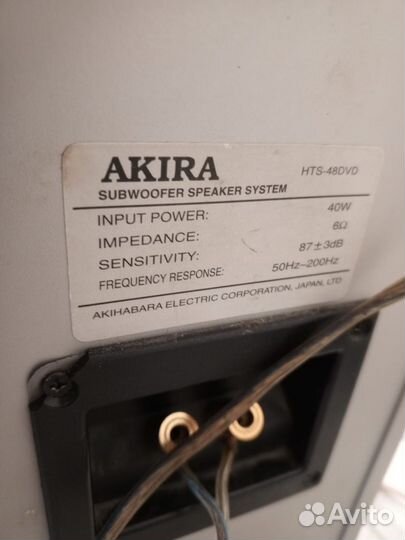 AKIRA HTS-48DVD
SUBWOOFER SPEAKER SYSTEM
INPUT POWER: 40W
IMPEDANCE: 6Ω
SENSITIVITY: 87±3dB
FREQUENCY RESPONSE: 50Hz~200Hz
AKIHABARA ELECTRIC CORPORATION, JAPAN, LTD
Avito